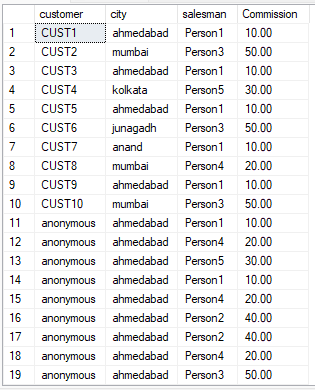 customer city salesman Commission
1 CUST1 ahmedabad Person1 10.00
2 CUST2 mumbai Person3 50.00
3 CUST3 ahmedabad Person1 10.00
4 CUST4 kolkata Person5 30.00
5 CUST5 ahmedabad Person1 10.00
6 CUST6 junagadh Person3 50.00
7 CUST7 anand Person1 10.00
8 CUST8 mumbai Person4 20.00
9 CUST9 ahmedabad Person1 10.00
10 CUST10 mumbai Person3 50.00
11 anonymous ahmedabad Person1 10.00
12 anonymous ahmedabad Person4 20.00
13 anonymous ahmedabad Person5 30.00
14 anonymous ahmedabad Person1 10.00
15 anonymous ahmedabad Person4 20.00
16 anonymous ahmedabad Person2 40.00
17 anonymous ahmedabad Person2 40.00
18 anonymous ahmedabad Person4 20.00
19 anonymous ahmedabad Person3 50.00